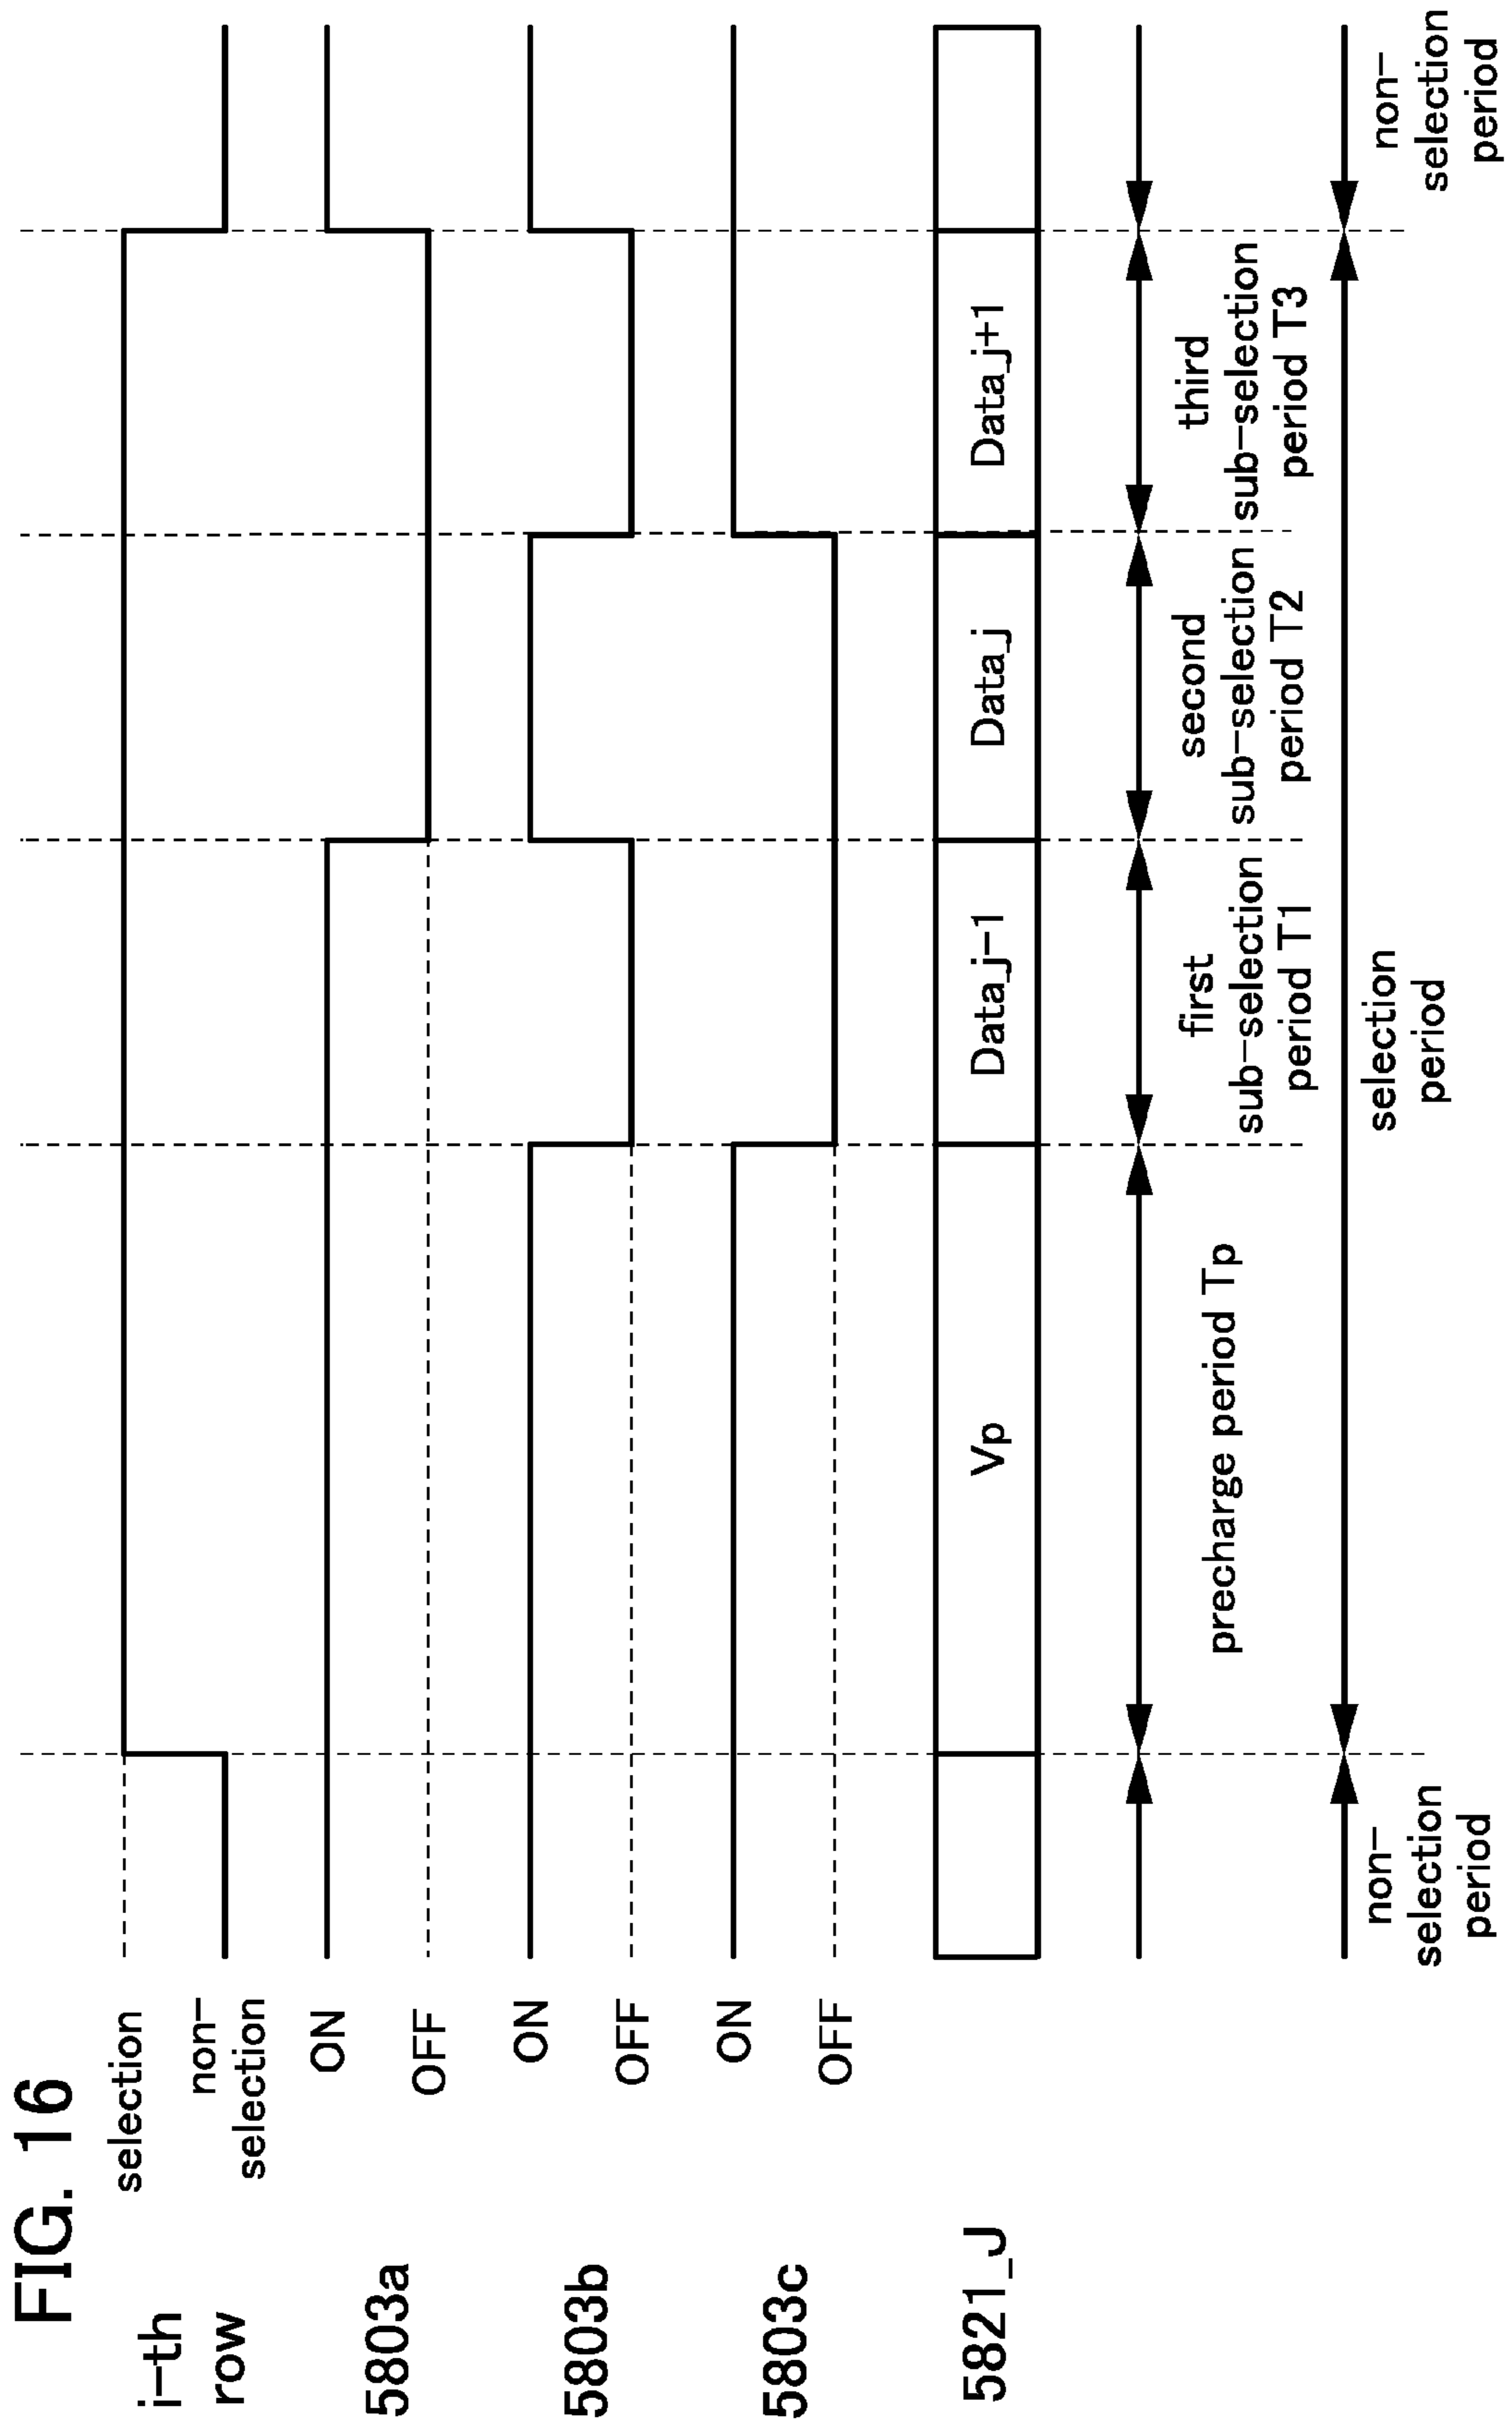 FIG. 16
i-th
row
selection
non-
selection
5803a
ON
OFF
5803b
ON
OFF
5803c
ON
OFF
5821_J
Vp
Data_j-1
Data_j
Data_j+1
precharge period Tp
first
sub-selection
period T1
second
sub-selection
period T2
third
sub-selection
period T3
non-
selection
period
selection
period
non-
selection
period